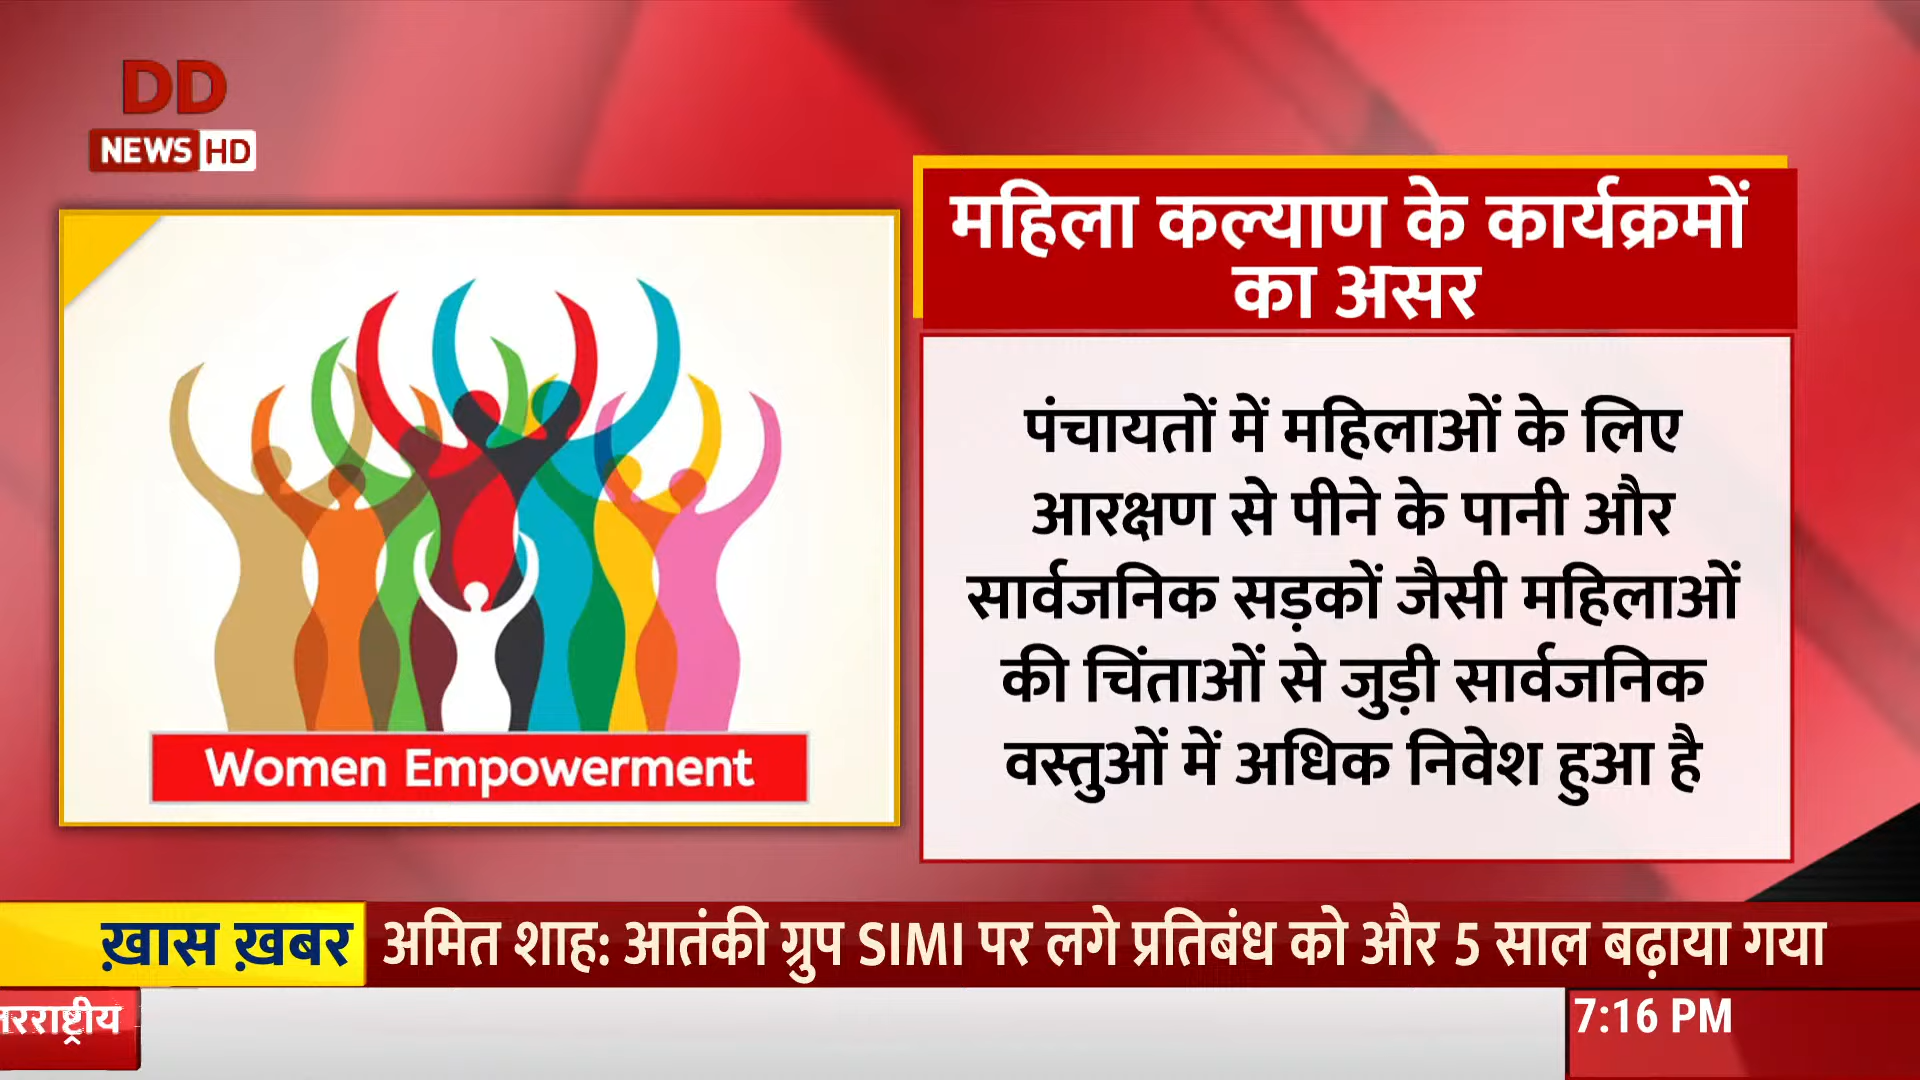 DD
NEWS HD
महिला कल्याण के कार्यक्रमों
का असर
पंचायतों में महिलाओं के लिए
आरक्षण से पीने के पानी और
सार्वजनिक सड़कों जैसी महिलाओं
की चिंताओं से जुड़ी सार्वजनिक
वस्तुओं में अधिक निवेश हुआ है
Women Empowerment
ख़ास ख़बर
अमित शाह: आतंकी ग्रुप SIMI पर लगे प्रतिबंध को और 5 साल बढ़ाया गया
7:16 PM